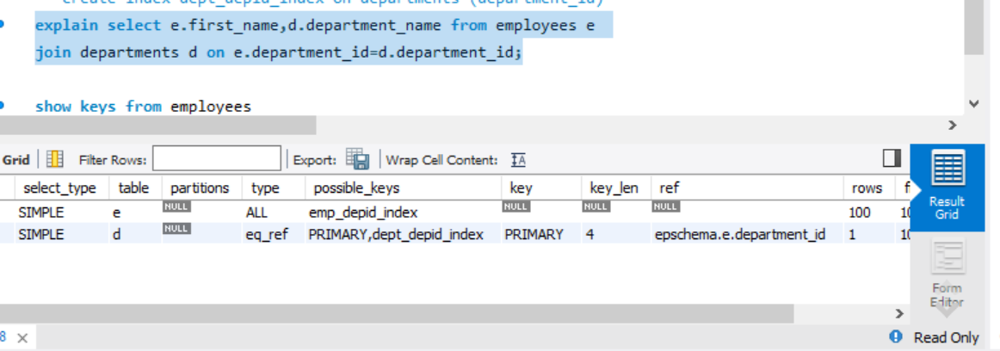 create index dept_depid_index on departments (department_id)
explain select e.first_name,d.department_name from employees e
join departments d on e.department_id=d.department_id;
show keys from employees
Grid Filter Rows: Export: Wrap Cell Content: IA
select_type table partitions type possible_keys key key_len ref rows f
SIMPLE e NULL ALL emp_depid_index NULL NULL NULL 100 10
SIMPLE d NULL eq_ref PRIMARY,dept_depid_index PRIMARY 4 epschema.e.department_id 1 10
Result
Grid
Form
Editor
8 Read Only